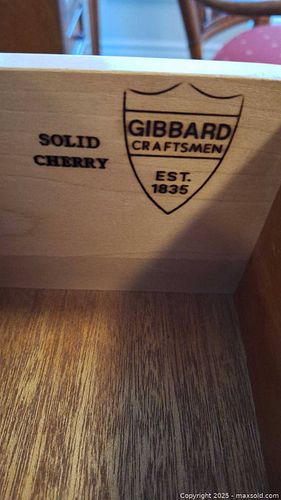 SOLID
CHERRY
GIBBARD
CRAFTSMEN
EST.
1835
Copyright 2025 - maxsold.com